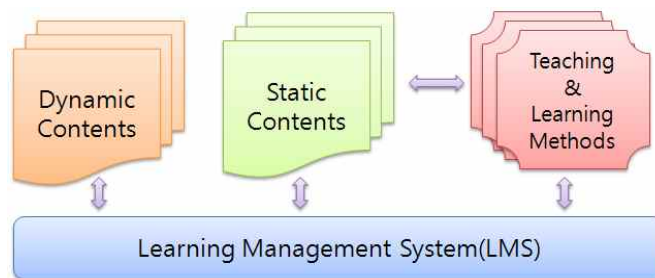 Dynamic
Contents
Static
Contents
Teaching
&
Learning
Methods
Learning Management System(LMS)